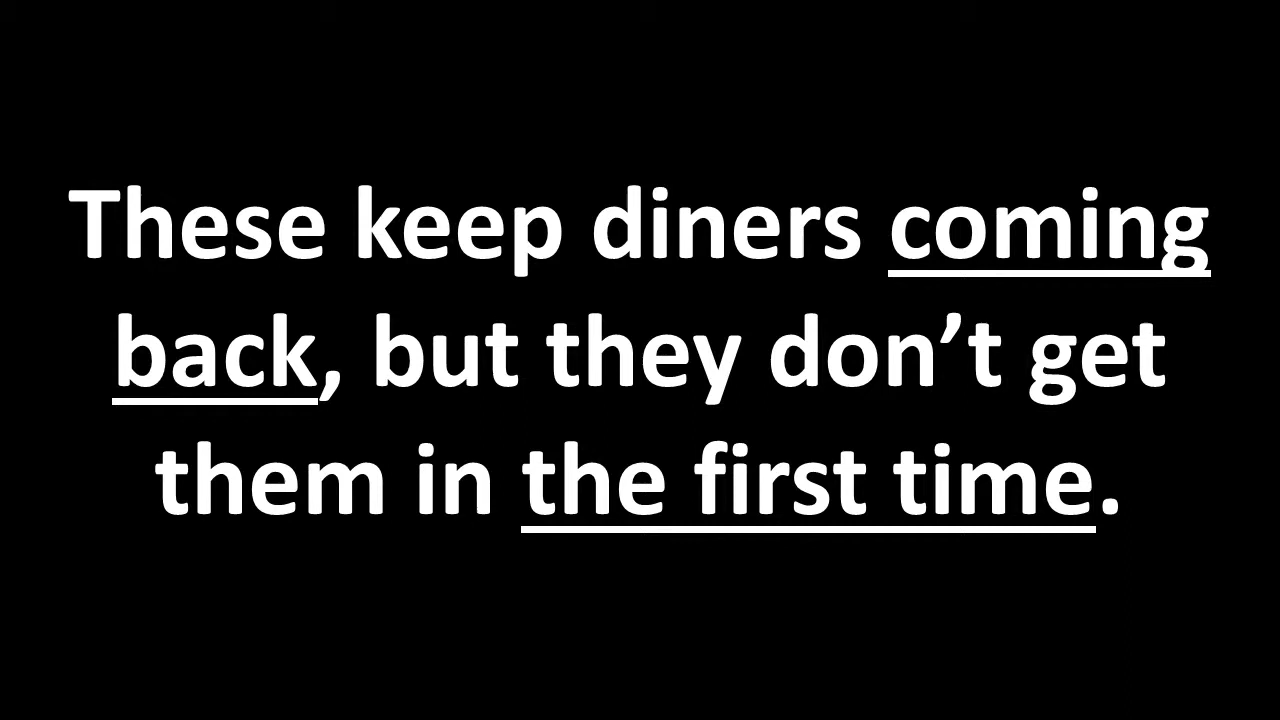 These keep diners coming
back, but they don’t get
them in the first time.